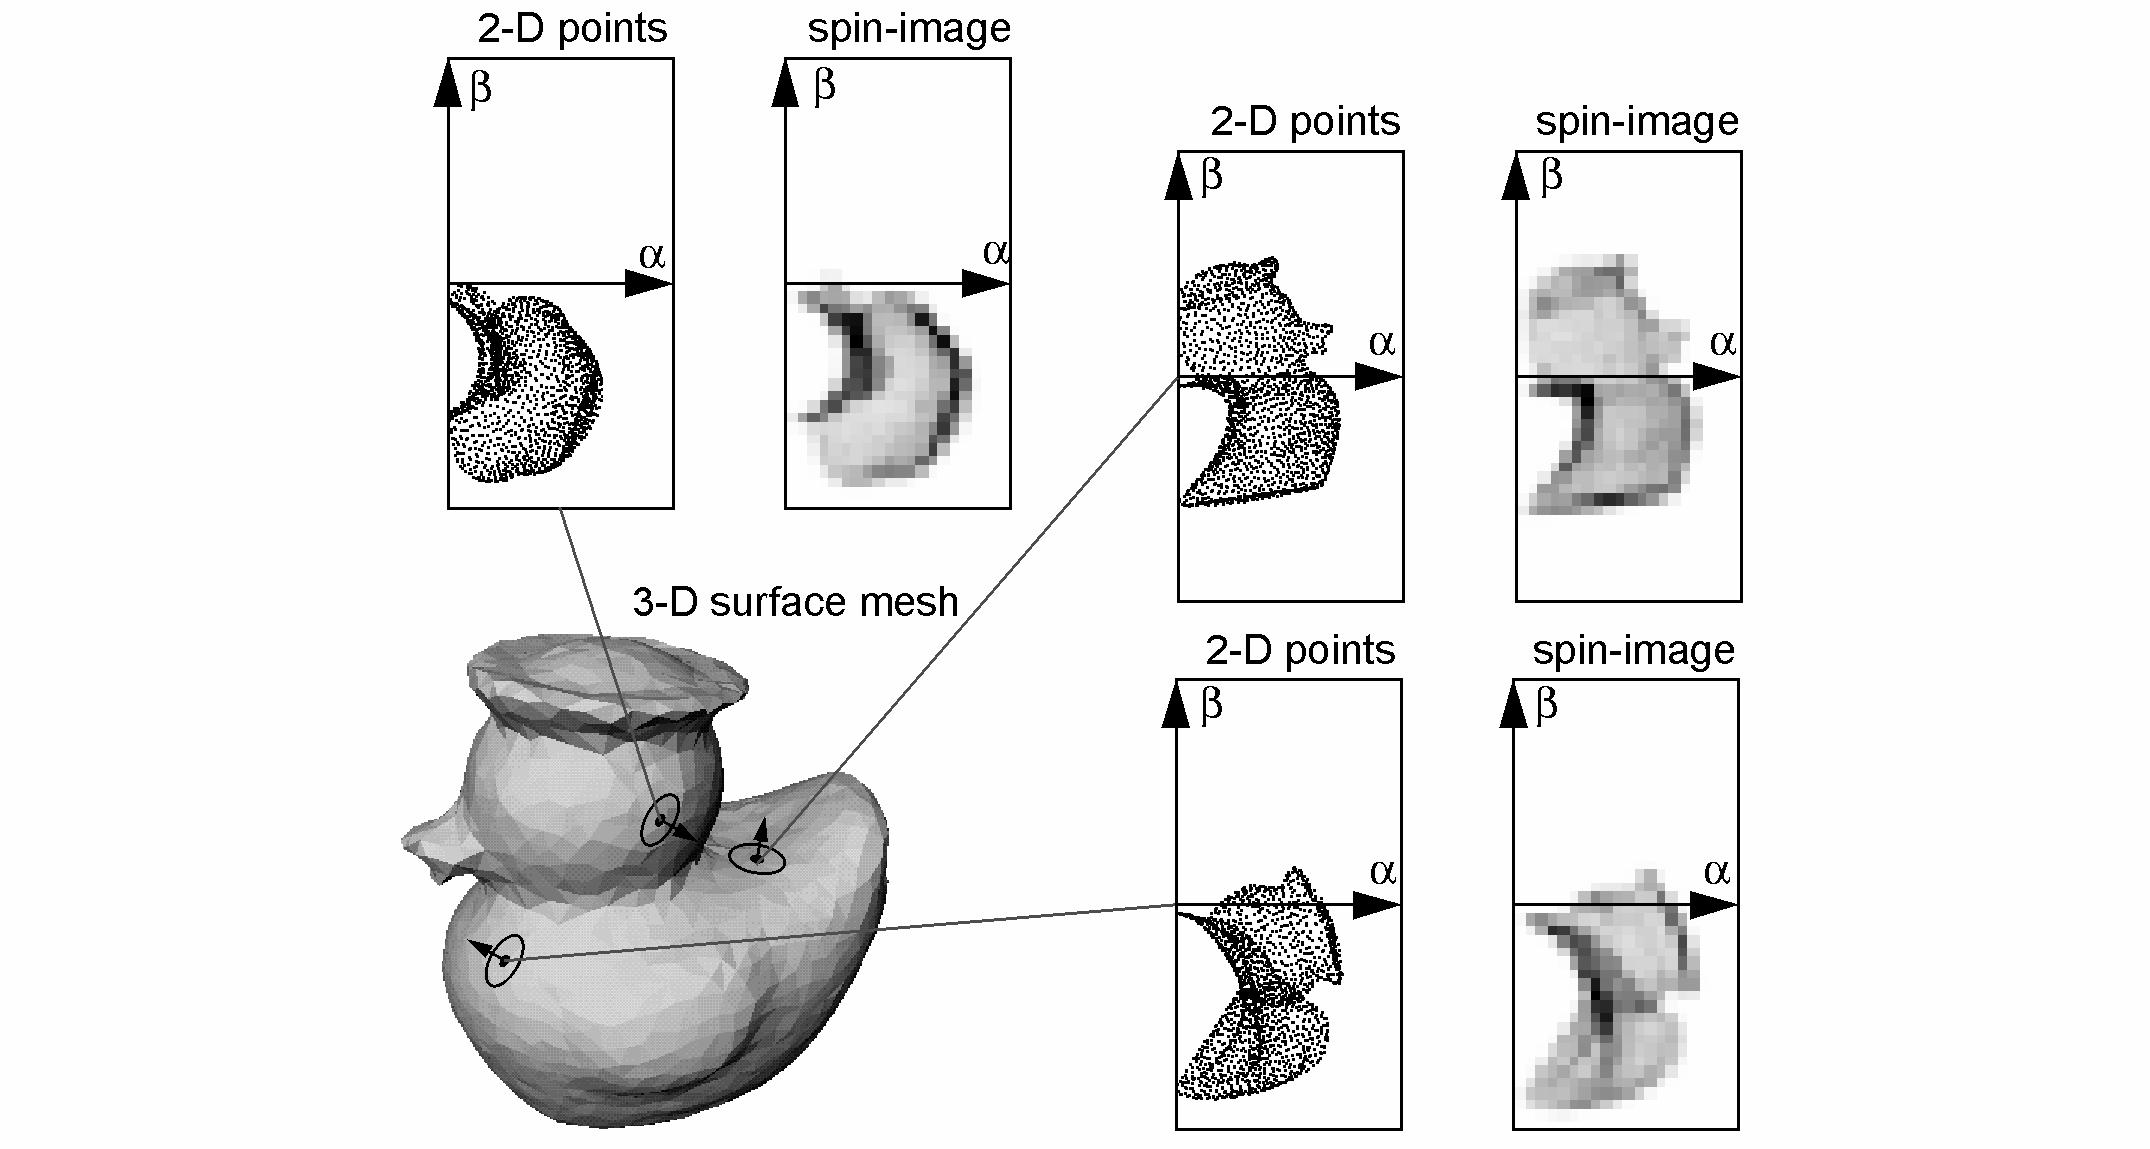 2-D points
spin-image
β
β
α
α
2-D points
spin-image
β
β
α
α
3-D surface mesh
2-D points
spin-image
β
β
α
α